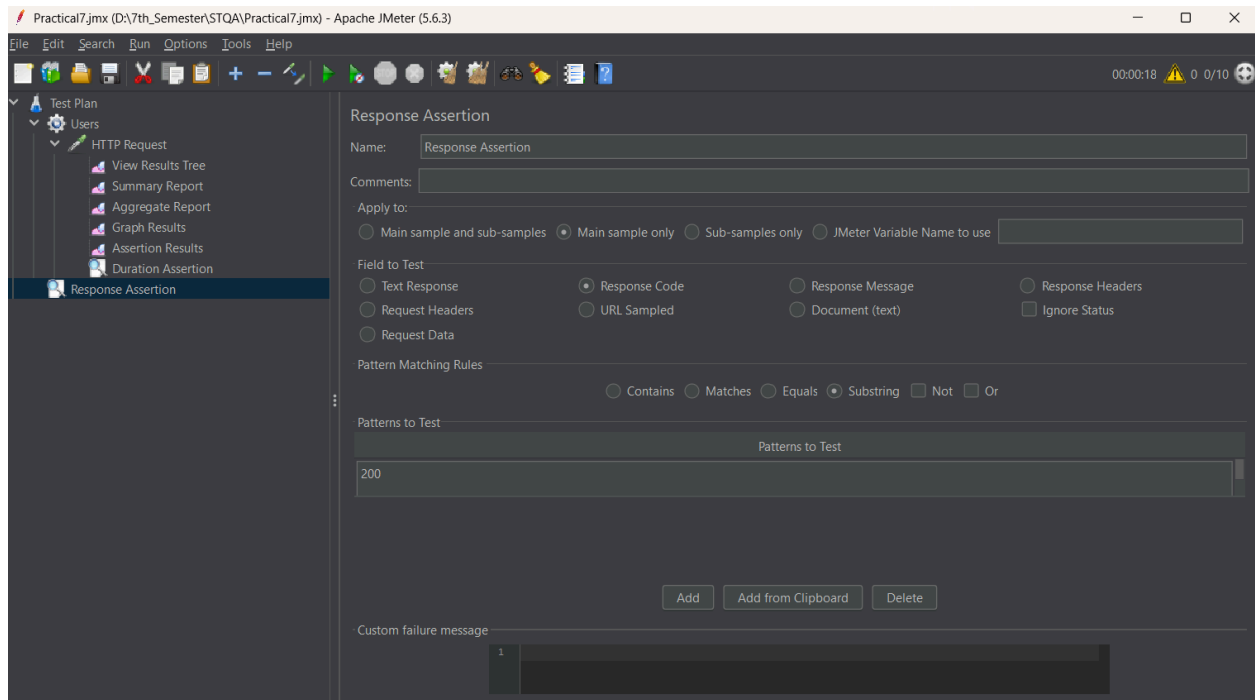 Practical7.jmx (D:\7th_Semester\STQA\Practical7.jmx) - Apache JMeter (5.6.3)
File Edit Search Run Options Tools Help
00:00:18 0 0/10
Test Plan
Users
HTTP Request
View Results Tree
Summary Report
Aggregate Report
Graph Results
Assertion Results
Duration Assertion
Response Assertion
Response Assertion
Name: Response Assertion
Comments:
Apply to:
Main sample and sub-samples Main sample only Sub-samples only JMeter Variable Name to use
Field to Test
Text Response Response Code Response Message Response Headers
Request Headers URL Sampled Document (text) Ignore Status
Request Data
Pattern Matching Rules
Contains Matches Equals Substring Not Or
Patterns to Test
Patterns to Test
200
Add Add from Clipboard Delete
Custom failure message
1